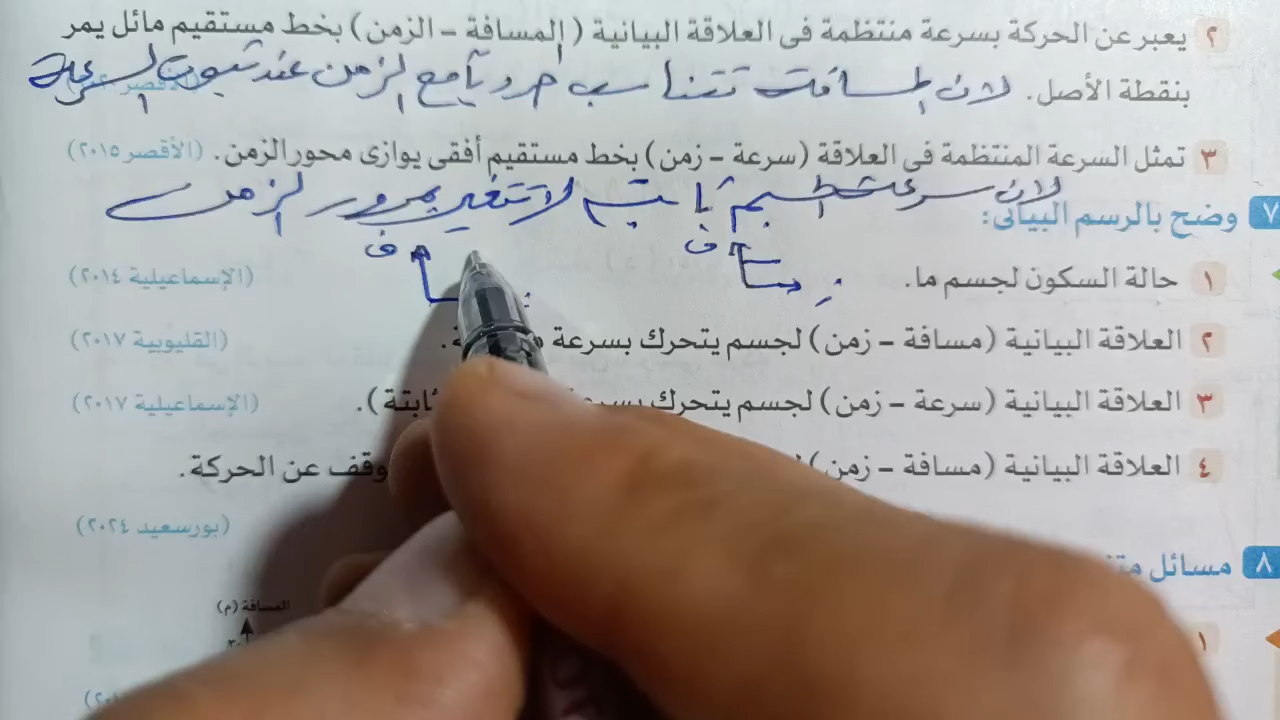 ٢ يعبر عن الحركة بسرعة منتظمة فى العلاقة البيانية (المسافة - الزمن) بخط مستقيم مائل يمر
بنقطة الأصل. لان المسافة تتناسب طرديا مع الزمن عند ثبوت السرعة
٣ تمثل السرعة المنتظمة فى العلاقة (سرعة - زمن) بخط مستقيم أفقى يوازى محور الزمن. (الأقصر ٢٠١٥)
لان سرعة الجسم ثابتة لا تتغير بمرور الزمن
٧ وضح بالرسم البيانى:
ف ف
١ حالة السكون لجسم ما. ز (الإسماعيلية ٢٠١٤)
٢ العلاقة البيانية (مسافة - زمن) لجسم يتحرك بسرعة (القليوبية ٢٠١٧)
٣ العلاقة البيانية (سرعة - زمن) لجسم يتحرك ثابتة). (الإسماعيلية ٢٠١٧)
٤ العلاقة البيانية (مسافة - زمن) عن الحركة.
(بورسعيد ٢٠٢٤)
٨ مسائل
المسافة (م)
١